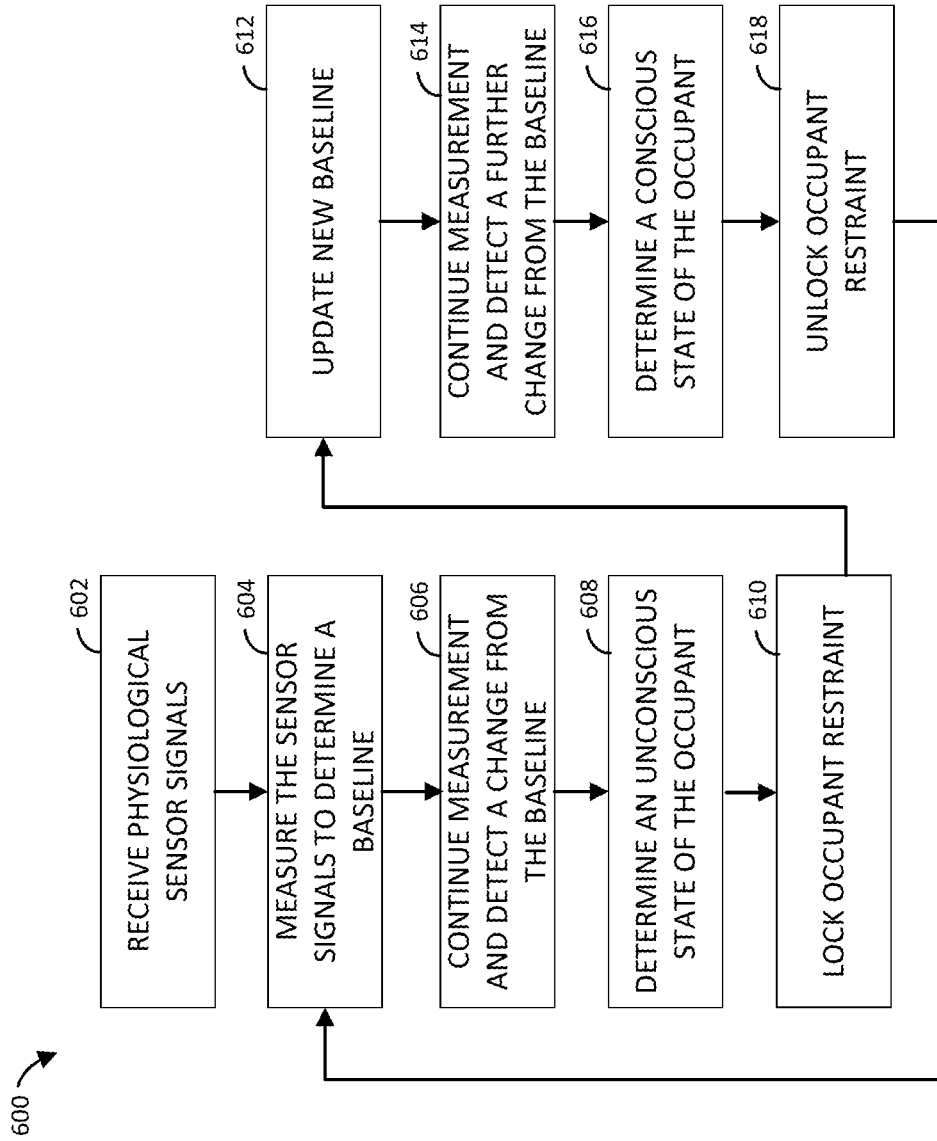 600
602
RECEIVE PHYSIOLOGICAL
SENSOR SIGNALS
604
MEASURE THE SENSOR
SIGNALS TO DETERMINE A
BASELINE
606
CONTINUE MEASUREMENT
AND DETECT A CHANGE FROM
THE BASELINE
608
DETERMINE AN UNCONSCIOUS
STATE OF THE OCCUPANT
610
LOCK OCCUPANT RESTRAINT
612
UPDATE NEW BASELINE
614
CONTINUE MEASUREMENT
AND DETECT A FURTHER
CHANGE FROM THE BASELINE
616
DETERMINE A CONSCIOUS
STATE OF THE OCCUPANT
618
UNLOCK OCCUPANT
RESTRAINT